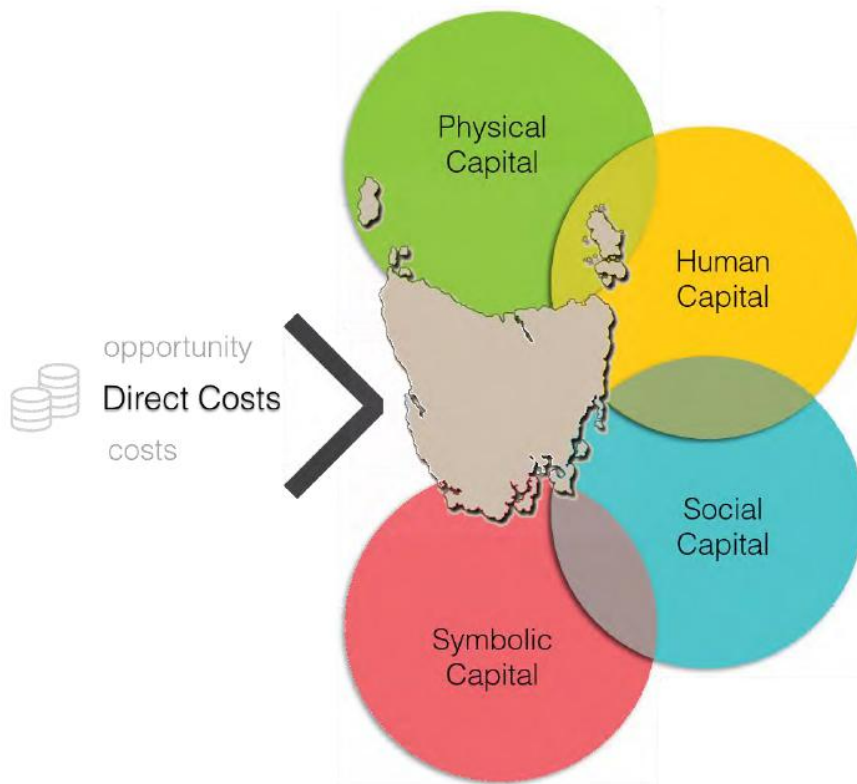 Physical
Capital
Human
Capital
opportunity
Direct Costs
costs
Social
Capital
Symbolic
Capital